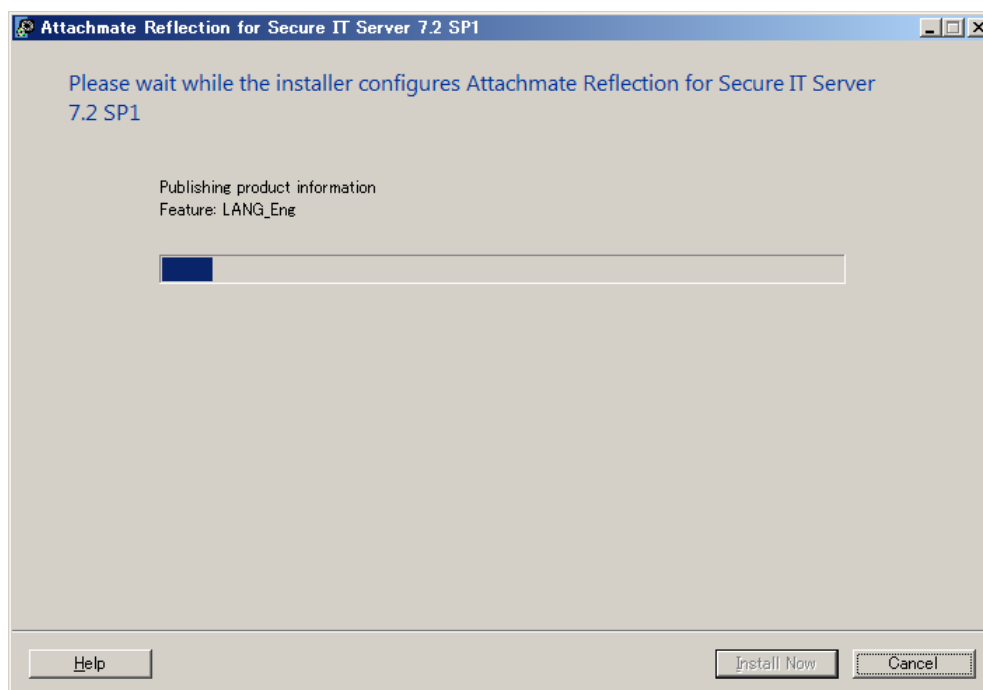 Attachmate Reflection for Secure IT Server 7.2 SP1
Please wait while the installer configures Attachmate Reflection for Secure IT Server
7.2 SP1
Publishing product information
Feature: LANG_Eng
Help
Install Now
Cancel